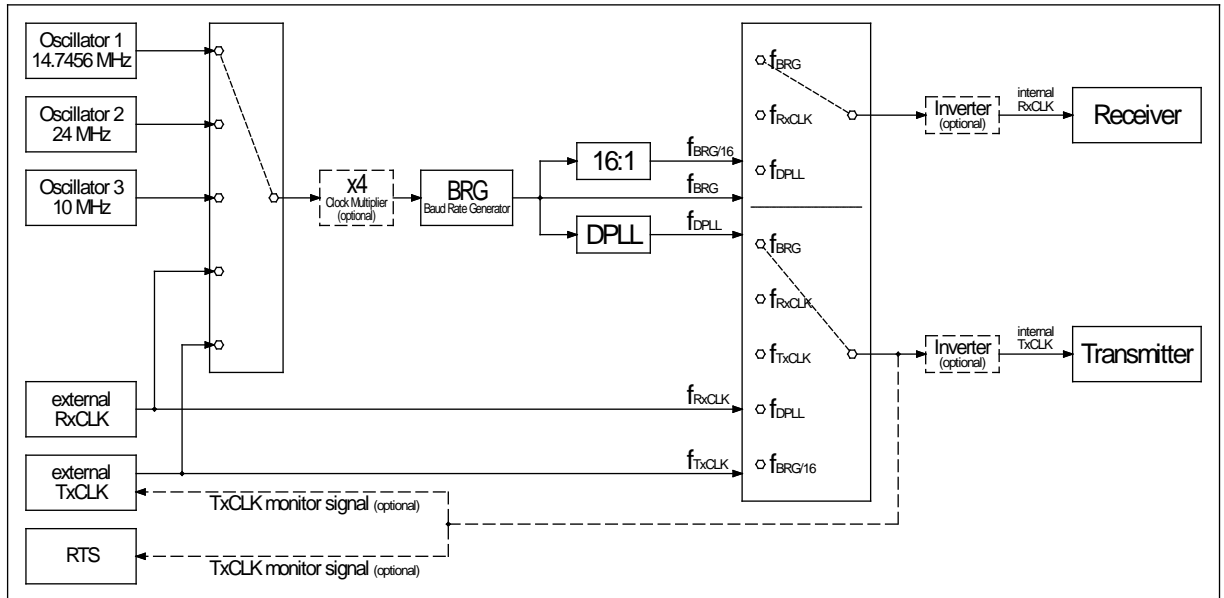 Oscillator 1
14.7456 MHz
Oscillator 2
24 MHz
Oscillator 3
10 MHz
external
RxCLK
external
TxCLK
RTS
x4
Clock Multiplier
(optional)
BRG
Baud Rate Generator
16:1
DPLL
fBRG/16
fBRG
fDPLL
fRxCLK
fTxCLK
TxCLK monitor signal (optional)
TxCLK monitor signal (optional)
fBRG
fRxCLK
fDPLL
fBRG
fRxCLK
fTxCLK
fDPLL
fBRG/16
Inverter
(optional)
internal
RxCLK
Receiver
Inverter
(optional)
internal
TxCLK
Transmitter